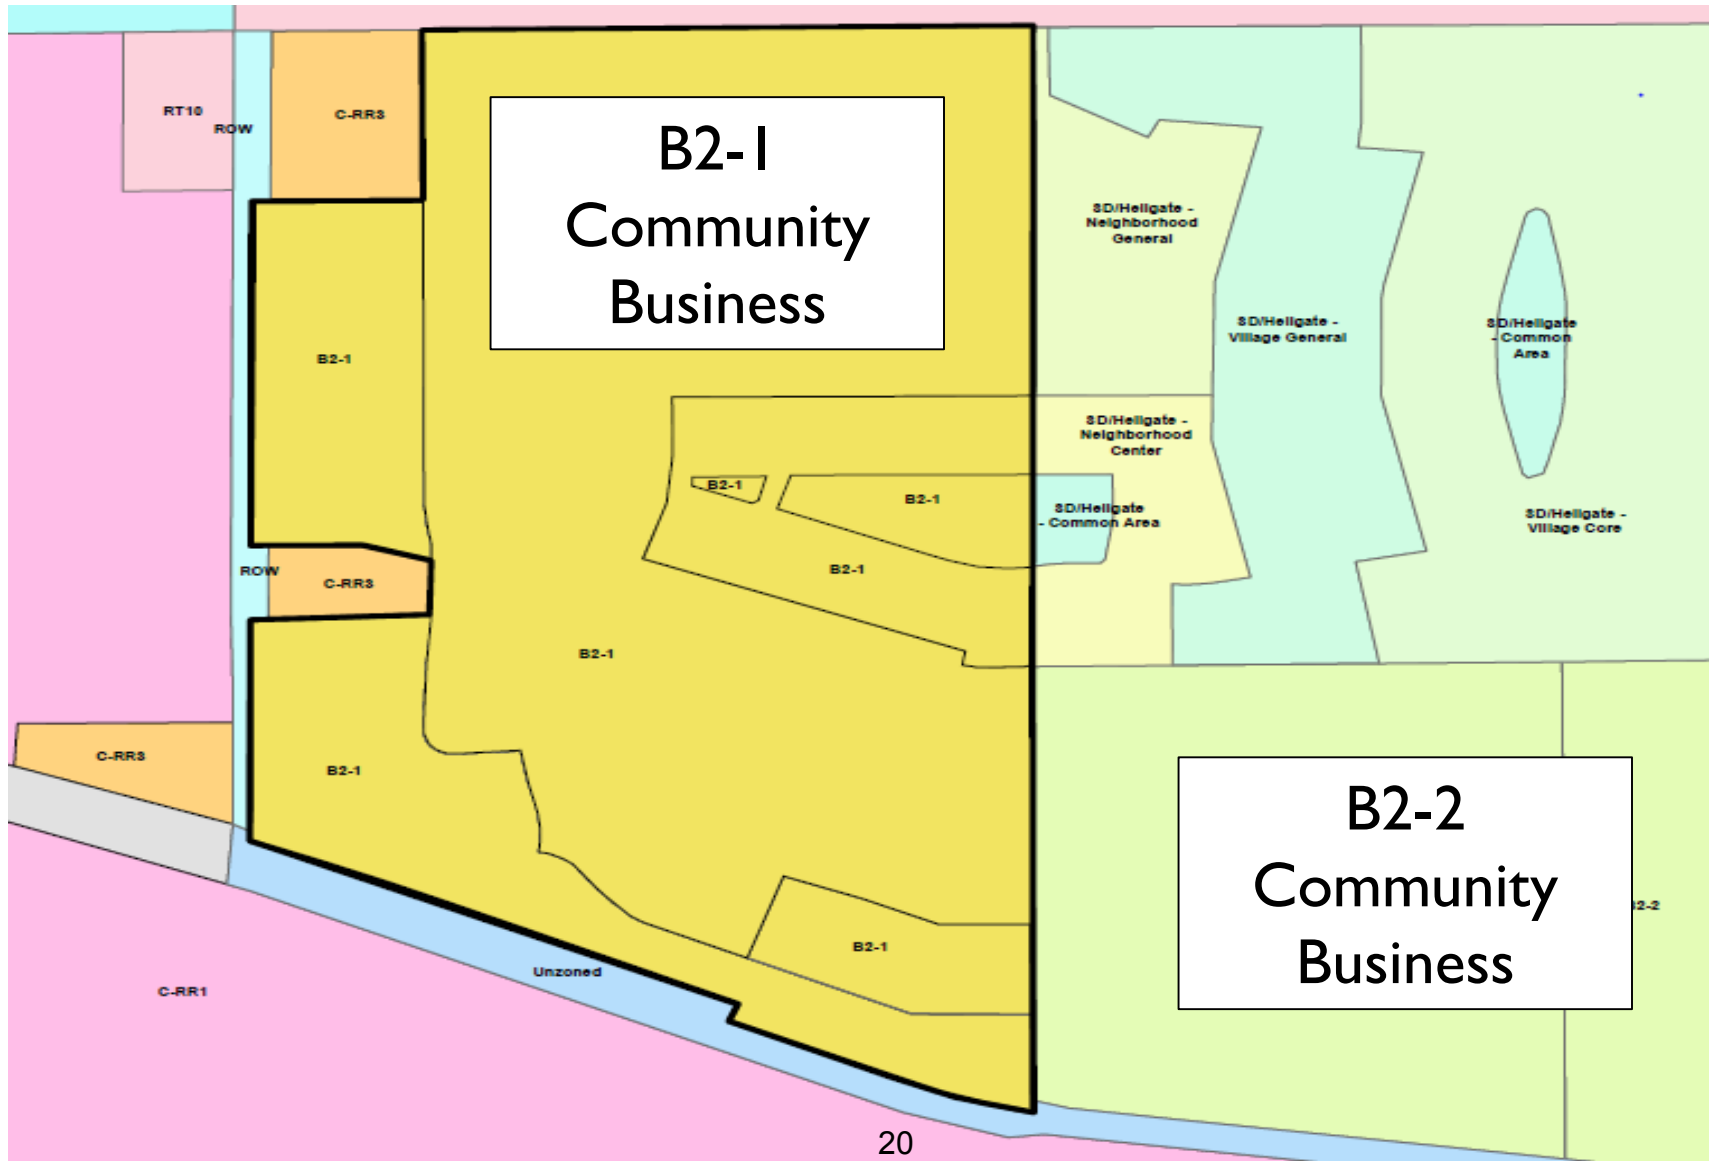 RT10
ROW
C-RR3
B2-1
Community
Business
SD/Hellgate -
Neighborhood
General
SD/Hellgate -
Village General
SD/Hellgate
- Common
Area
B2-1
SD/Hellgate -
Neighborhood
Center
B2-1
B2-1
SD/Hellgate
- Common Area
SD/Hellgate -
Village Core
ROW
C-RR3
B2-1
B2-1
C-RR3
B2-1
B2-2
Community
Business
B2-2
B2-1
Unzoned
C-RR1
20